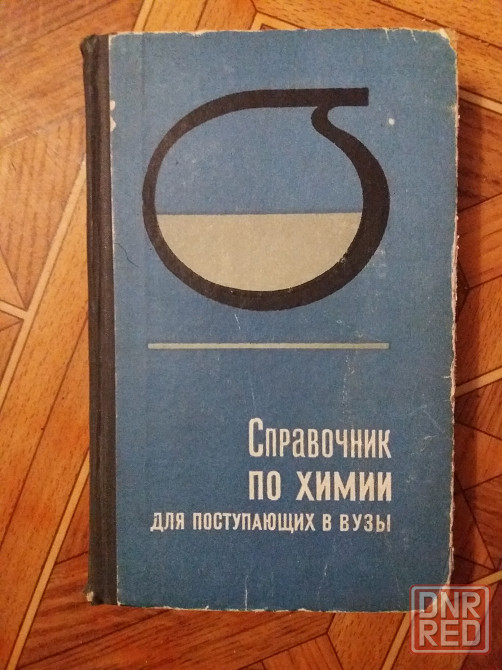 Справочник
по химии
для поступающих в вузы
DNR
RED